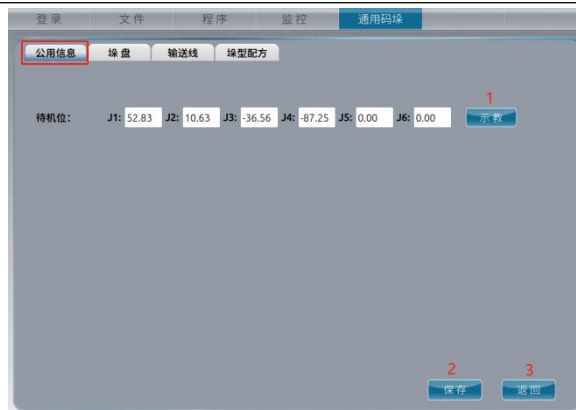 登录 文件 程序 监控 通用码垛
公用信息 垛盘 输送线 垛型配方
1
待机位: J1: 52.83 J2: 10.63 J3: -36.56 J4: -87.25 J5: 0.00 J6: 0.00 示教
2 3
保存 返回